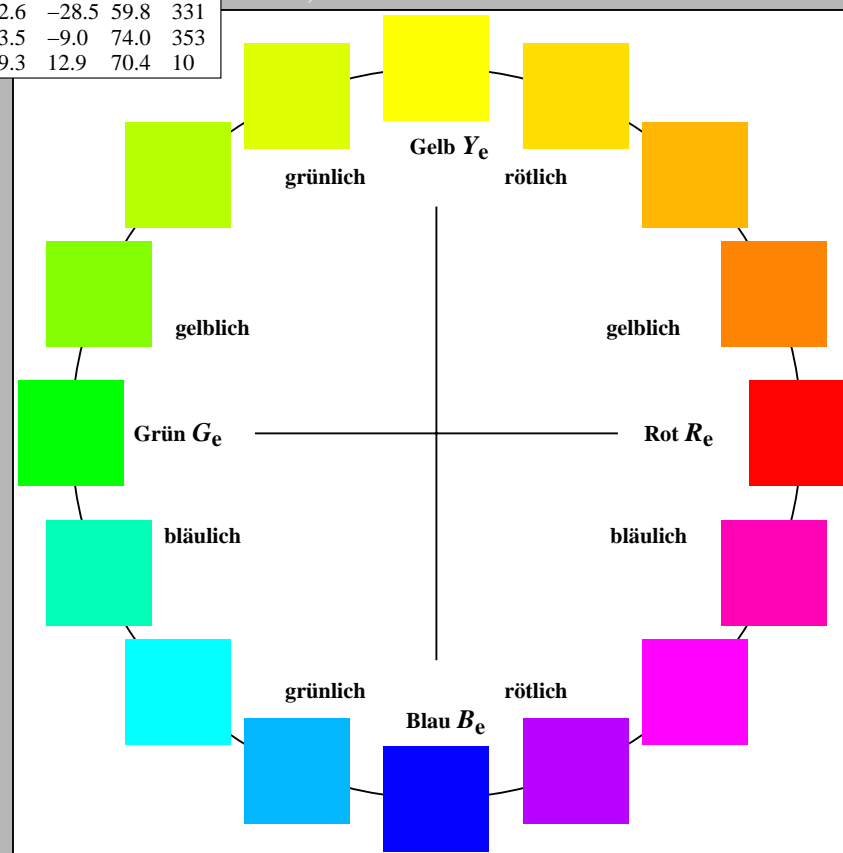 −28.5 59.8 331
−9.0 74.0 353
12.9 70.4 10
Gelb Ye
grünlich rötlich
gelblich gelblich
Grün Ge Rot Re
bläulich bläulich
grünlich rötlich
Blau Be